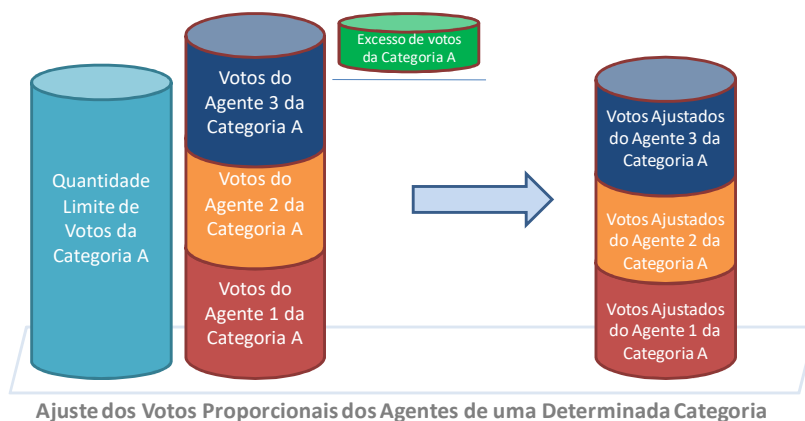 Excesso de votos
da Categoria A
Votos do
Agente 3 da
Categoria A
Quantidade
Limite de
Votos da
Categoria A
Votos do
Agente 2 da
Categoria A
Votos do
Agente 1 da
Categoria A
Votos Ajustados
do Agente 3 da
Categoria A
Votos Ajustados
do Agente 2 da
Categoria A
Votos Ajustados
do Agente 1 da
Categoria A
Ajuste dos Votos Proporcionais dos Agentes de uma Determinada Categoria